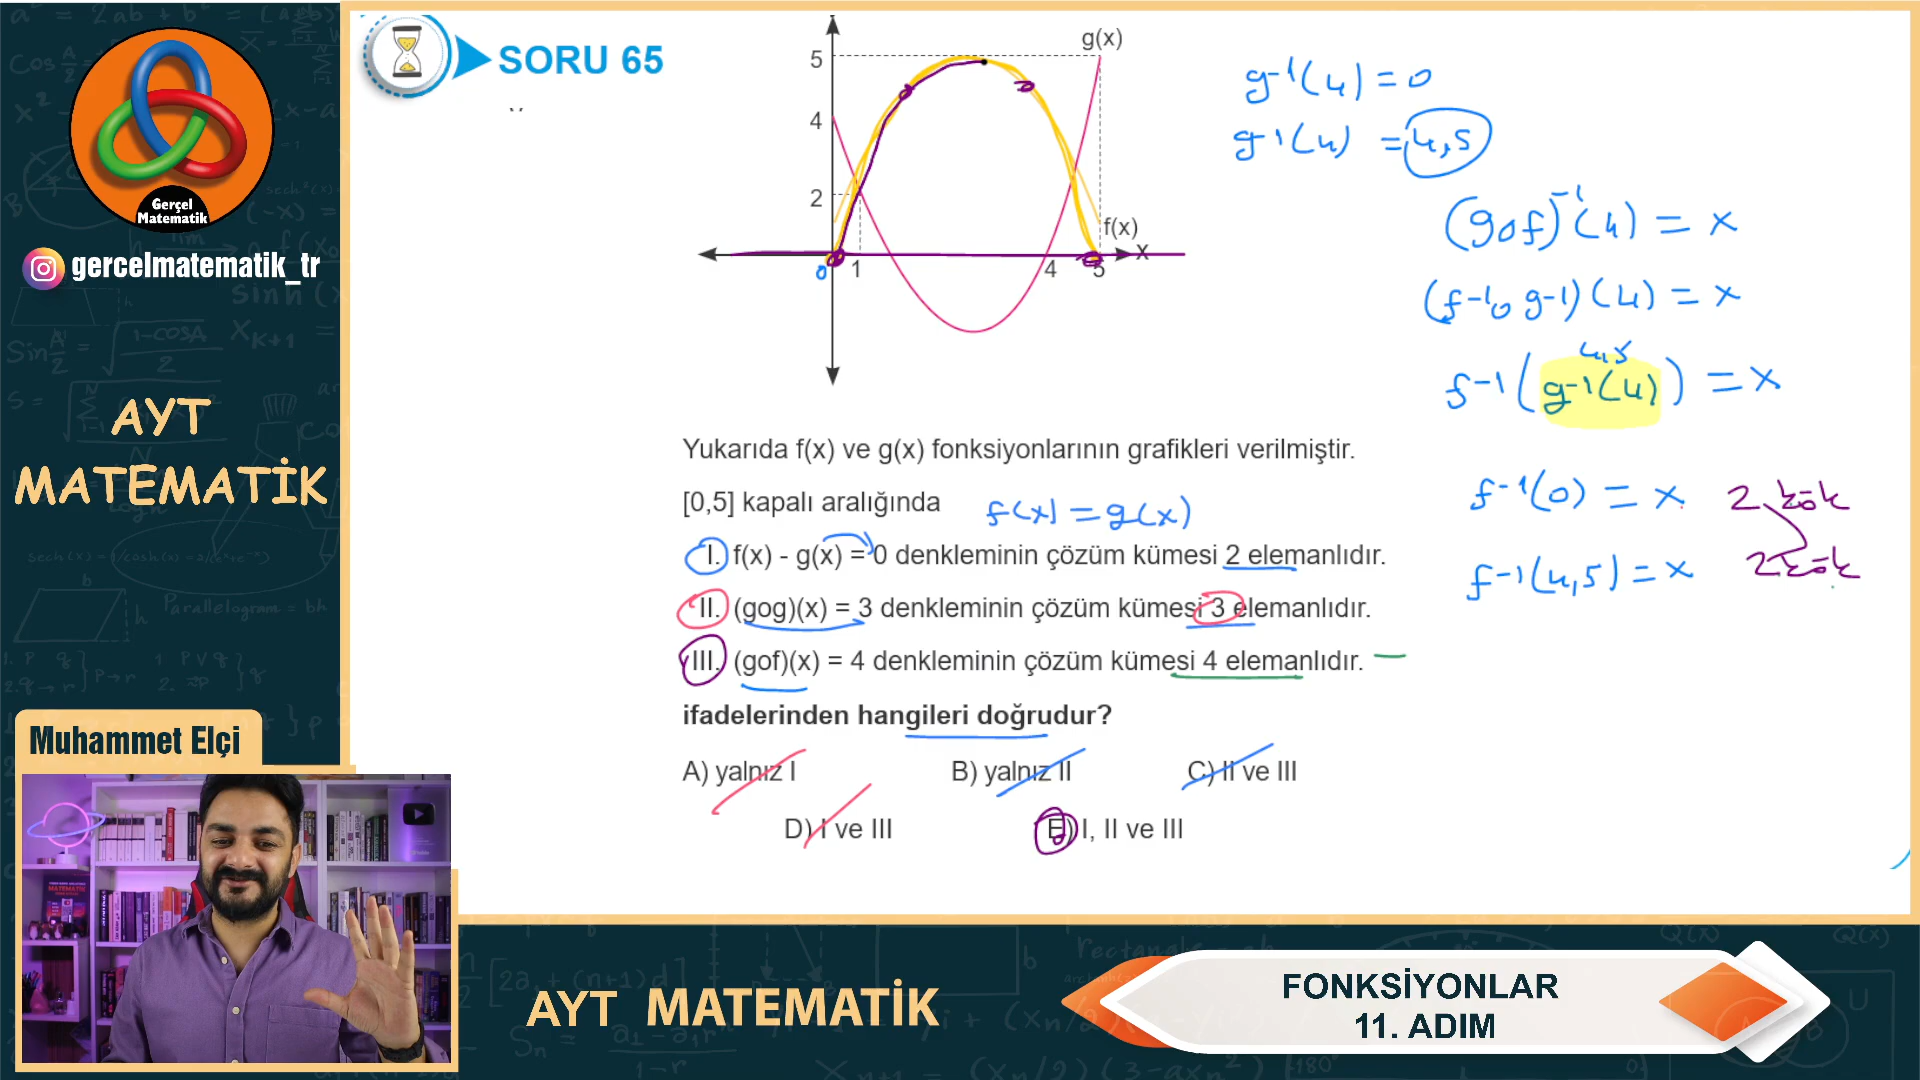 SORU 65
g(x)
5
4
2
f(x)
x
0
1
4
5
g⁻¹(4) = 0
g⁻¹(4) = 4,5
(gof)⁻¹(4) = x
(f⁻¹o g⁻¹)(4) = x
4,5
f⁻¹(g⁻¹(4)) = x
f⁻¹(0) = x 2 kök
f⁻¹(4,5) = x 2 kök
Yukarıda f(x) ve g(x) fonksiyonlarının grafikleri verilmiştir.
[0,5] kapalı aralığında f(x) = g(x)
I. f(x) - g(x) = 0 denkleminin çözüm kümesi 2 elemanlıdır.
II. (gog)(x) = 3 denkleminin çözüm kümesi 3 elemanlıdır.
III. (gof)(x) = 4 denkleminin çözüm kümesi 4 elemanlıdır.
ifadelerinden hangileri doğrudur?
A) yalnız I B) yalnız II C) II ve III
D) I ve III E) I, II ve III
Gerçel
Matematik
gercelmatematik_tr
AYT
MATEMATİK
Muhammet Elçi
AYT MATEMATİK
FONKSİYONLAR
11. ADIM